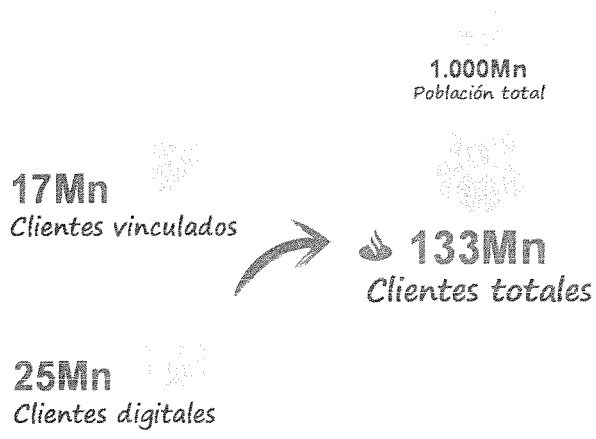 1.000Mn
Población total
17Mn
Clientes vinculados
133Mn
Clientes totales
25Mn
Clientes digitales